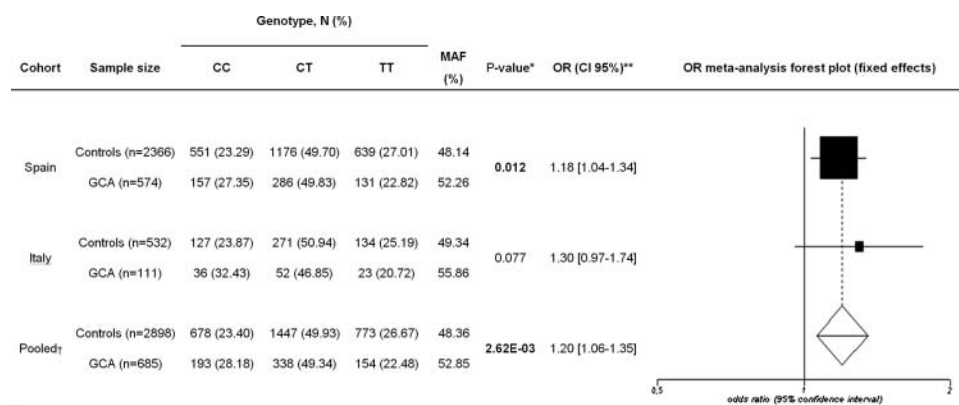 Genotype, N (%)
Cohort Sample size CC CT TT MAF (%) P-value* OR (CI 95%)** OR meta-analysis forest plot (fixed effects)
Spain
Controls (n=2366) 551 (23.29) 1176 (49.70) 639 (27.01) 48.14
GCA (n=574) 157 (27.35) 286 (49.83) 131 (22.82) 52.26
0.012 1.18 [1.04-1.34]
Italy
Controls (n=532) 127 (23.87) 271 (50.94) 134 (25.19) 49.34
GCA (n=111) 36 (32.43) 52 (46.85) 23 (20.72) 55.86
0.077 1.30 [0.97-1.74]
Pooled†
Controls (n=2898) 678 (23.40) 1447 (49.93) 773 (26.67) 48.36
GCA (n=685) 193 (28.18) 338 (49.34) 154 (22.48) 52.85
2.62E-03 1.20 [1.06-1.35]
0,5 1 2
odds ratio (95% confidence interval)